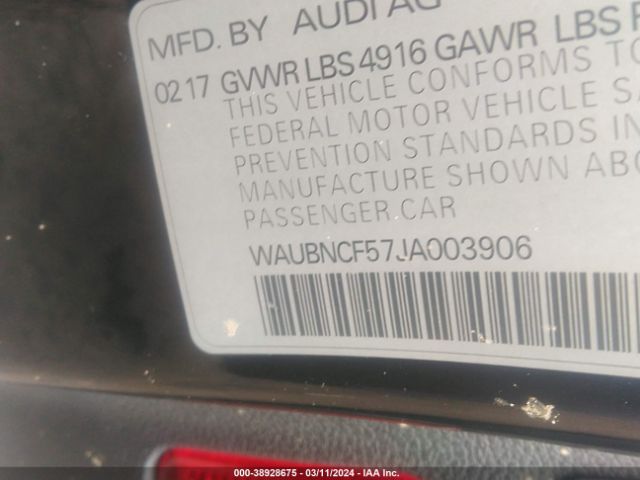 MFD. BY AUDI AG
02 17 GVWR LBS 4916 GAWR LBS
THIS VEHICLE CONFORMS TO
FEDERAL MOTOR VEHICLE
PREVENTION STANDARDS IN
MANUFACTURE SHOWN
PASSENGER CAR
WAUBNCF57JA003906
000-38928675 - 03/11/2024 - IAA Inc.